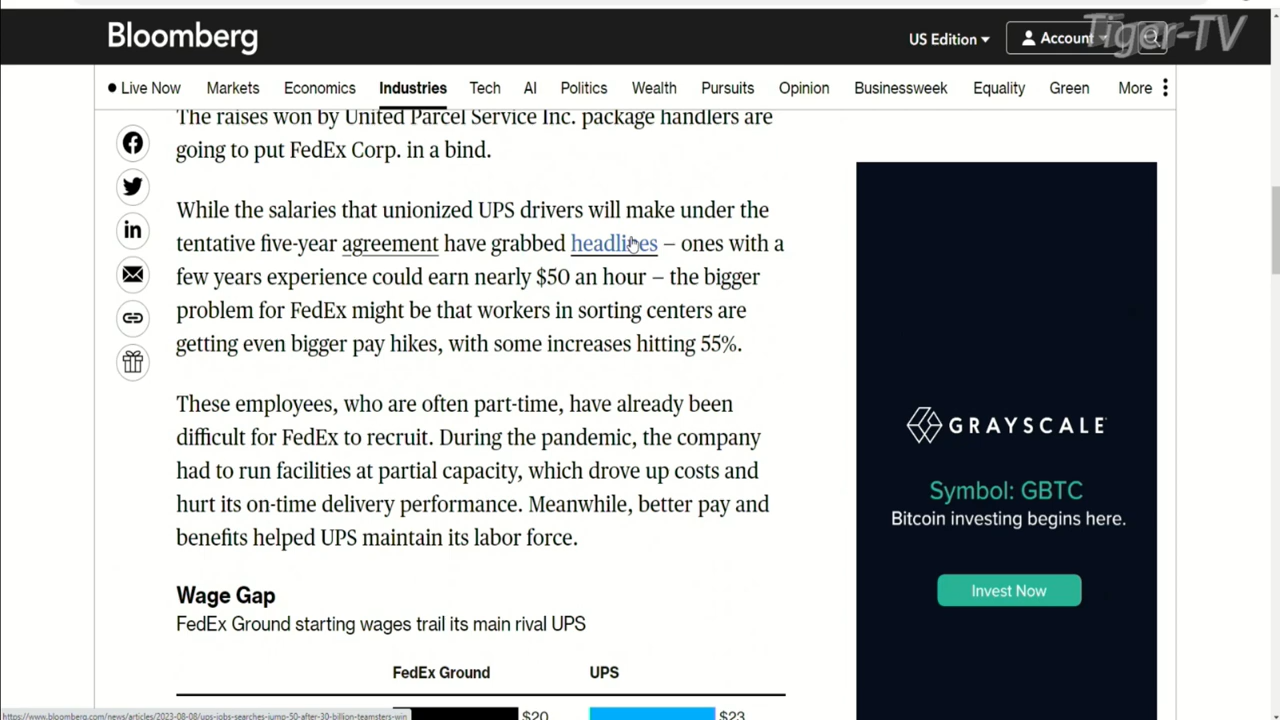 Bloomberg
US Edition
Account
Tiger-TV
Live Now Markets Economics Industries Tech AI Politics Wealth Pursuits Opinion Businessweek Equality Green More
The raises won by United Parcel Service Inc. package handlers are
going to put FedEx Corp. in a bind.
While the salaries that unionized UPS drivers will make under the
tentative five-year agreement have grabbed headlines – ones with a
few years experience could earn nearly $50 an hour – the bigger
problem for FedEx might be that workers in sorting centers are
getting even bigger pay hikes, with some increases hitting 55%.
These employees, who are often part-time, have already been
difficult for FedEx to recruit. During the pandemic, the company
had to run facilities at partial capacity, which drove up costs and
hurt its on-time delivery performance. Meanwhile, better pay and
benefits helped UPS maintain its labor force.
Wage Gap
FedEx Ground starting wages trail its main rival UPS
FedEx Ground UPS
$20 $23
GRAYSCALE
Symbol: GBTC
Bitcoin investing begins here.
Invest Now
https://www.bloomberg.com/news/articles/2023-08-08/ups-jobs-searches-jump-50-after-30-billion-teamsters-win